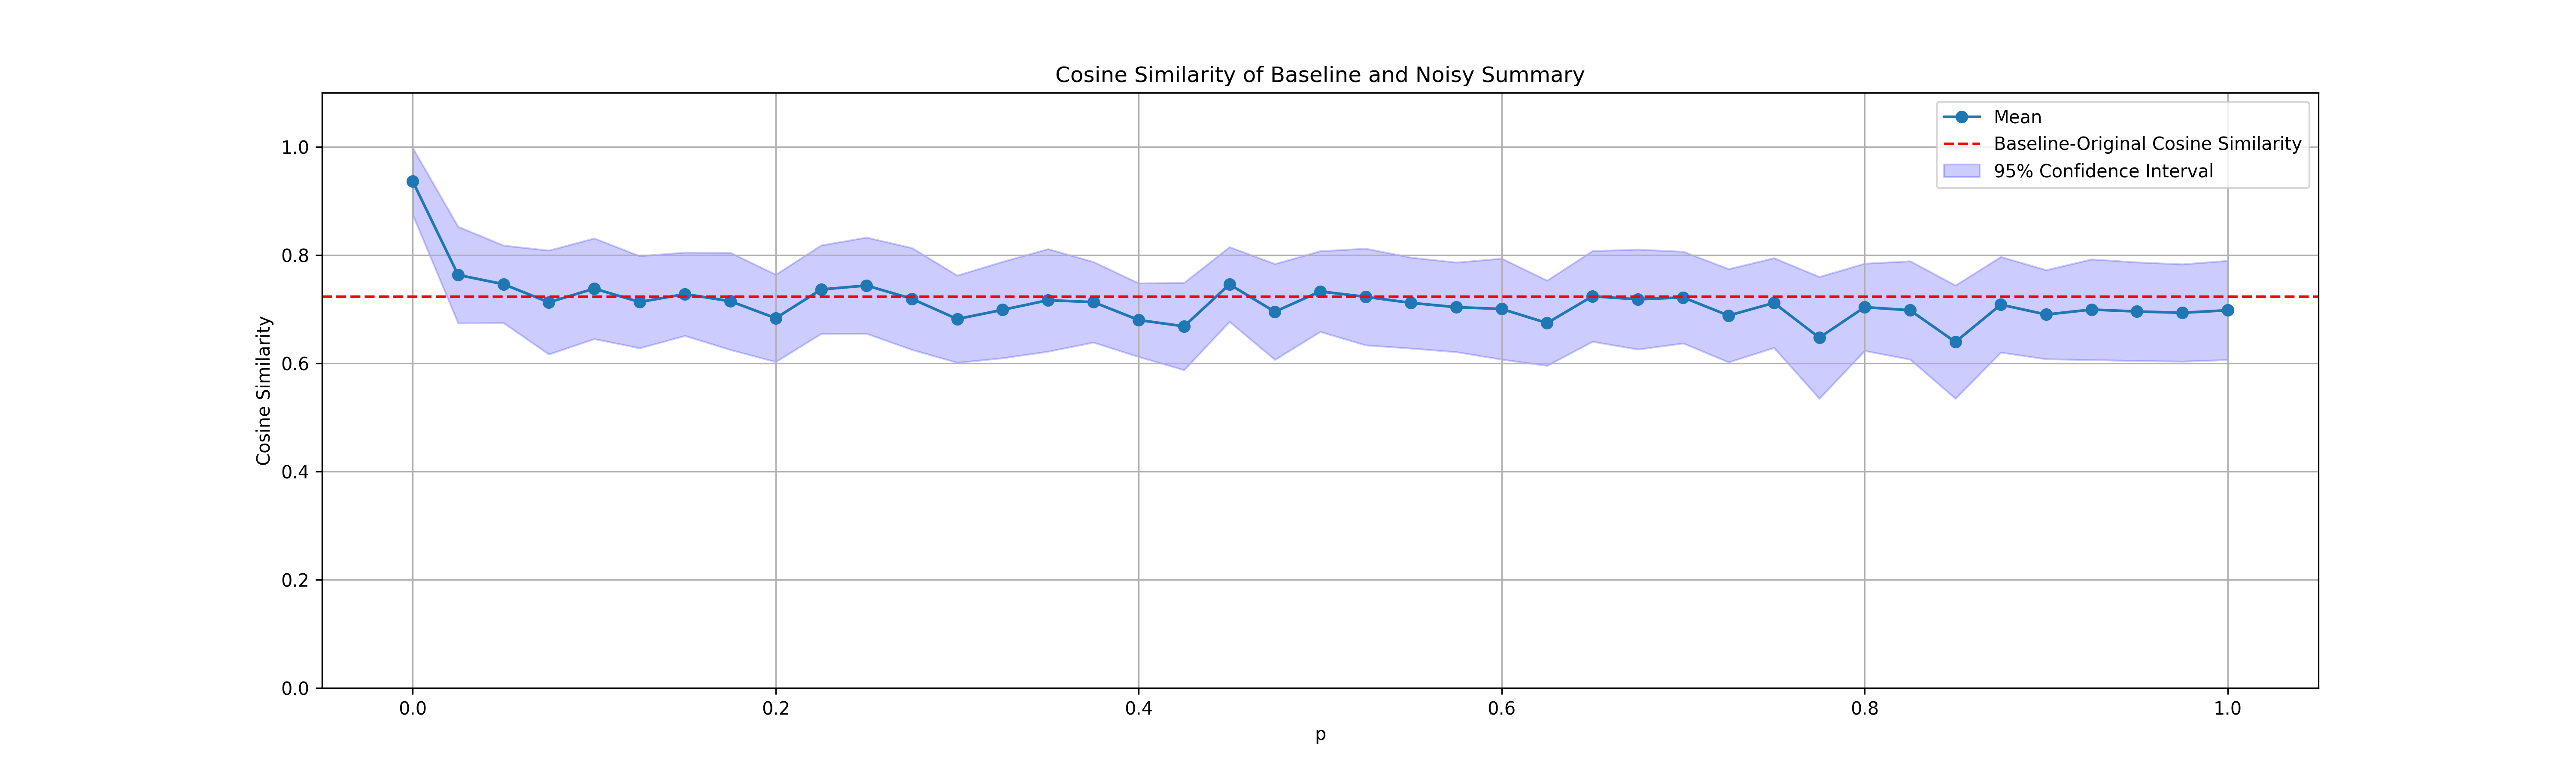 Cosine Similarity of Baseline and Noisy Summary
Mean
Baseline-Original Cosine Similarity
95% Confidence Interval
Cosine Similarity
1.0
0.8
0.6
0.4
0.2
0.0
0.0 0.2 0.4 0.6 0.8 1.0
p